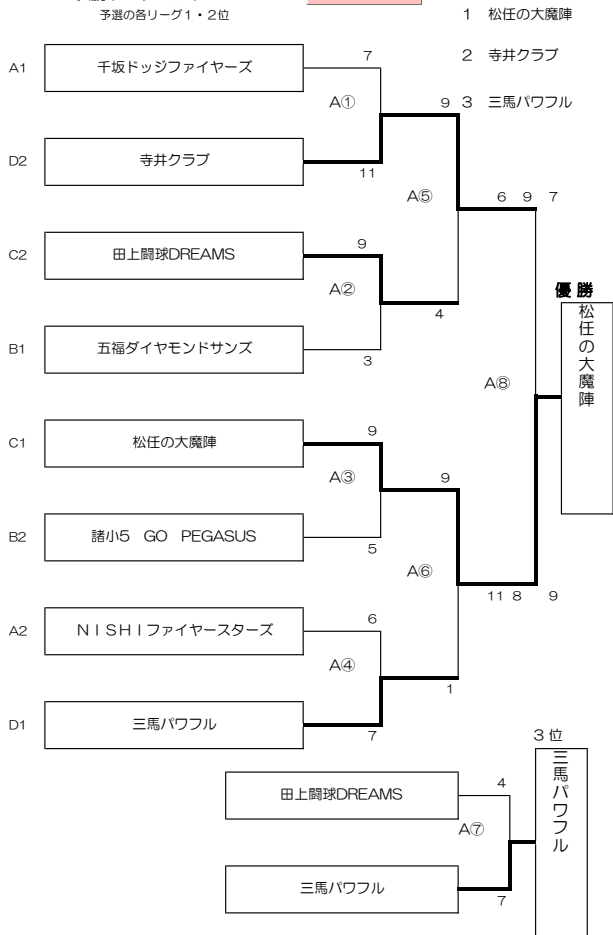 予選の各リーグ1・2位
1 松任の大魔陣
2 寺井クラブ
3 三馬パワフル
A1 千坂ドッジファイヤーズ 7
A①
D2 寺井クラブ 11
9
A⑤
C2 田上闘球DREAMS 9
A②
B1 五福ダイヤモンドサンズ 3
4
6 9 7
A⑧
優勝
松任の大魔陣
C1 松任の大魔陣 9
A③
B2 諸小5 GO PEGASUS 5
9
A⑥
11 8 9
A2 NISHIファイヤースターズ 6
A④
D1 三馬パワフル 7
1
3位
三馬パワフル
田上闘球DREAMS 4
A⑦
三馬パワフル 7